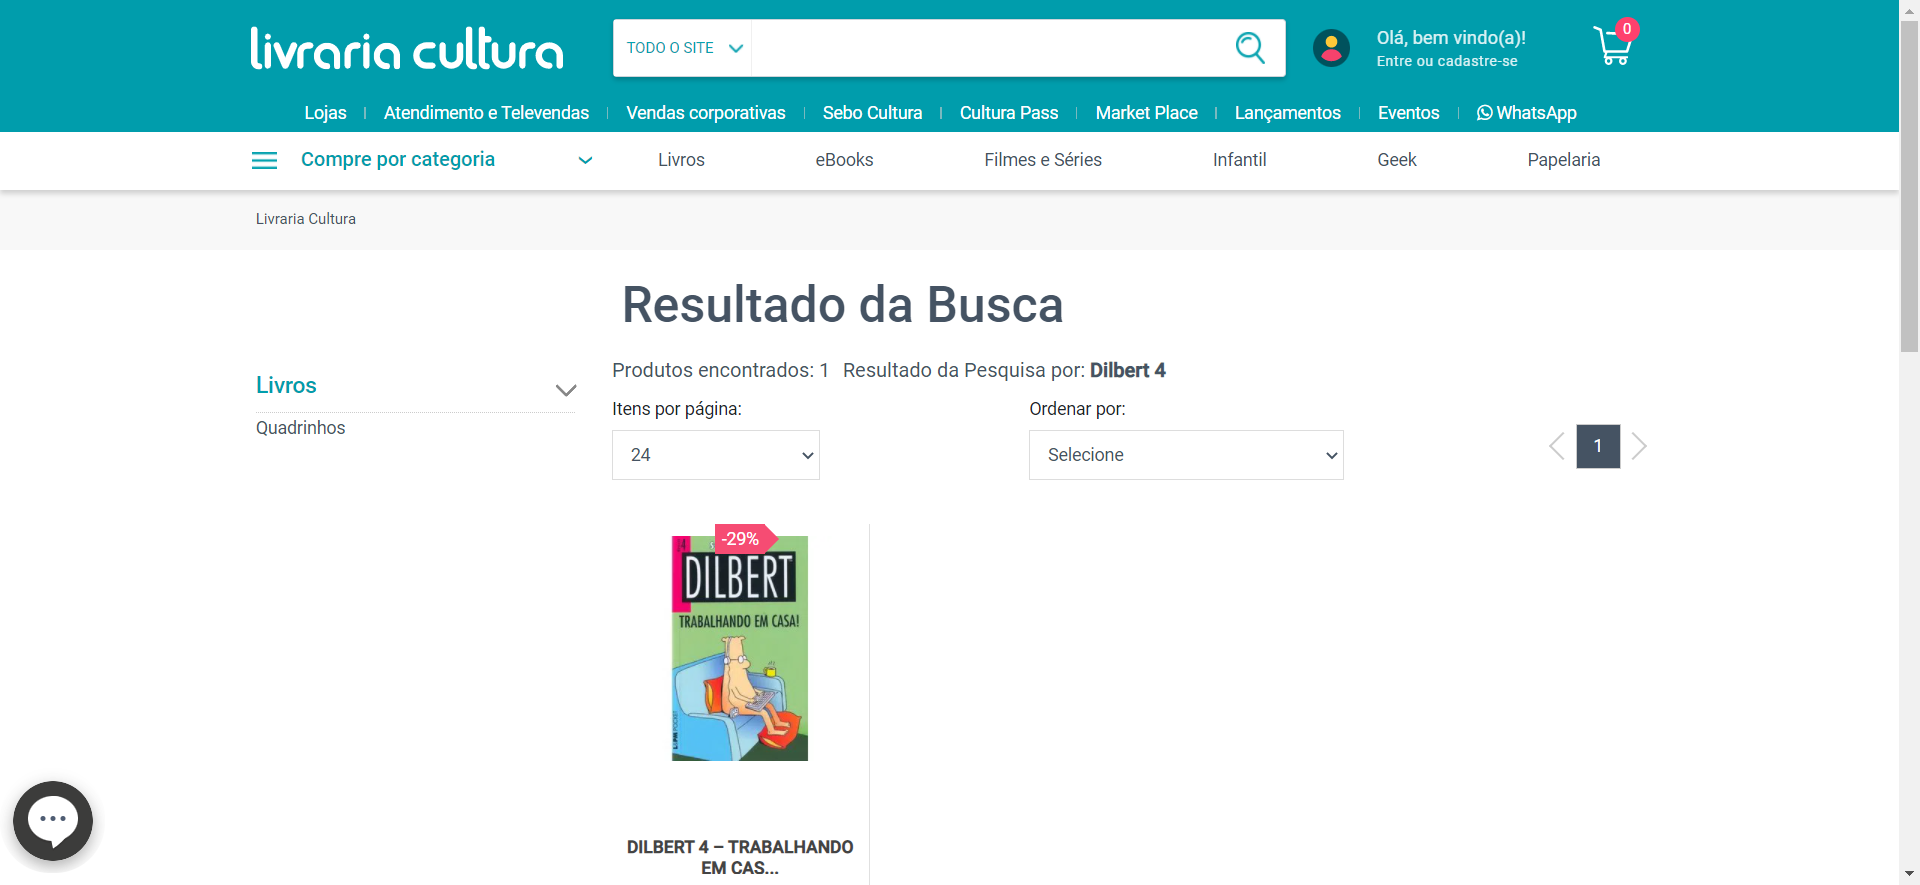 livraria cultura
TODO O SITE
Olá, bem vindo(a)!
Entre ou cadastre-se
0
Lojas
Atendimento e Televendas
Vendas corporativas
Sebo Cultura
Cultura Pass
Market Place
Lançamentos
Eventos
WhatsApp
Compre por categoria
Livros
eBooks
Filmes e Séries
Infantil
Geek
Papelaria
Livraria Cultura
Resultado da Busca
Livros
Quadrinhos
Produtos encontrados: 1 Resultado da Pesquisa por: Dilbert 4
Itens por página:
24
Ordenar por:
Selecione
1
-29%
DILBERT
TRABALHANDO EM CASA!
DILBERT 4 – TRABALHANDO
EM CAS...